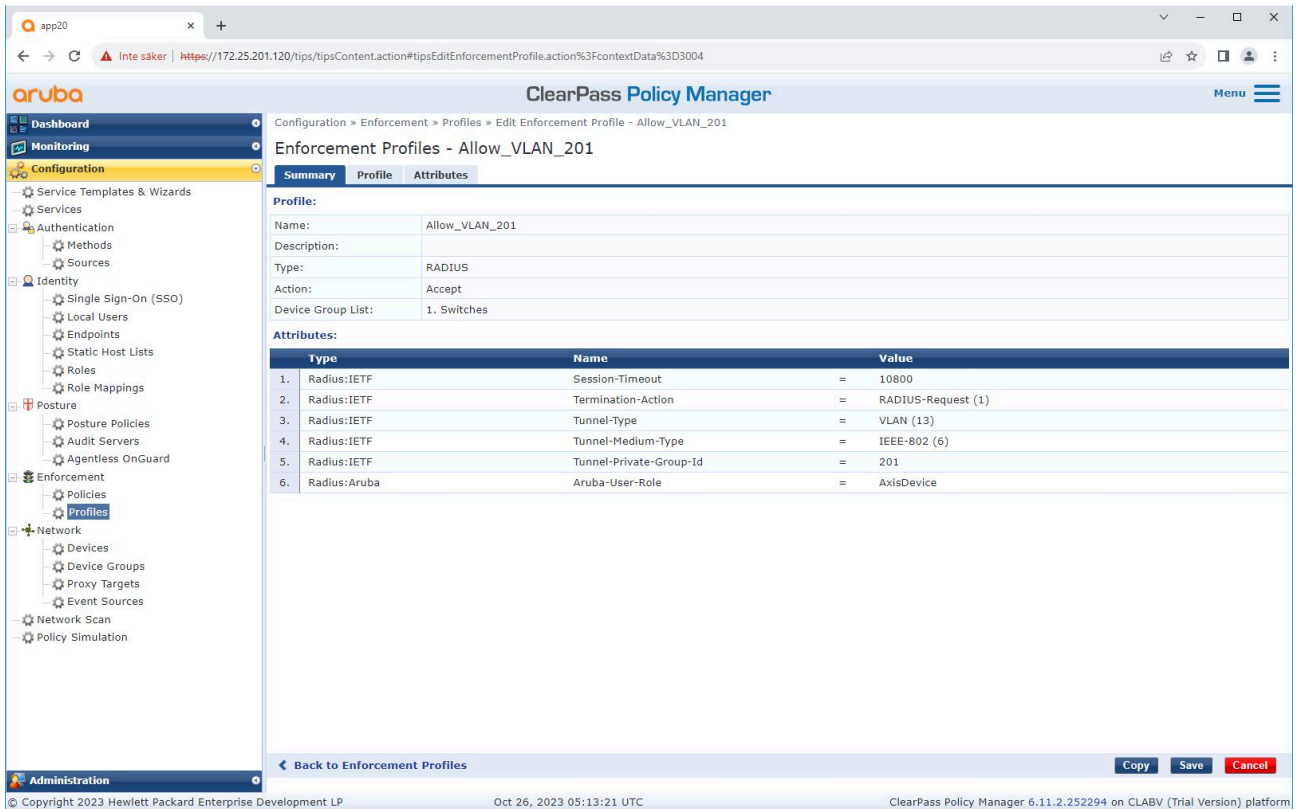 app20
Inte säker | https://172.25.201.120/tips/tipsContent.action#tipsEditEnforcementProfile.action%3FcontextData%3D3004
aruba
ClearPass Policy Manager
Menu
Dashboard
Monitoring
Configuration
Service Templates & Wizards
Services
Authentication
Methods
Sources
Identity
Single Sign-On (SSO)
Local Users
Endpoints
Static Host Lists
Roles
Role Mappings
Posture
Posture Policies
Audit Servers
Agentless OnGuard
Enforcement
Policies
Profiles
Network
Devices
Device Groups
Proxy Targets
Event Sources
Network Scan
Policy Simulation
Administration
Configuration » Enforcement » Profiles » Edit Enforcement Profile - Allow_VLAN_201
Enforcement Profiles - Allow_VLAN_201
Summary Profile Attributes
Profile:
Name: Allow_VLAN_201
Description:
Type: RADIUS
Action: Accept
Device Group List: 1. Switches
Attributes:
Type Name Value
1. Radius:IETF Session-Timeout = 10800
2. Radius:IETF Termination-Action = RADIUS-Request (1)
3. Radius:IETF Tunnel-Type = VLAN (13)
4. Radius:IETF Tunnel-Medium-Type = IEEE-802 (6)
5. Radius:IETF Tunnel-Private-Group-Id = 201
6. Radius:Aruba Aruba-User-Role = AxisDevice
Back to Enforcement Profiles
Copy Save Cancel
© Copyright 2023 Hewlett Packard Enterprise Development LP Oct 26, 2023 05:13:21 UTC ClearPass Policy Manager 6.11.2.252294 on CLABV (Trial Version) platform